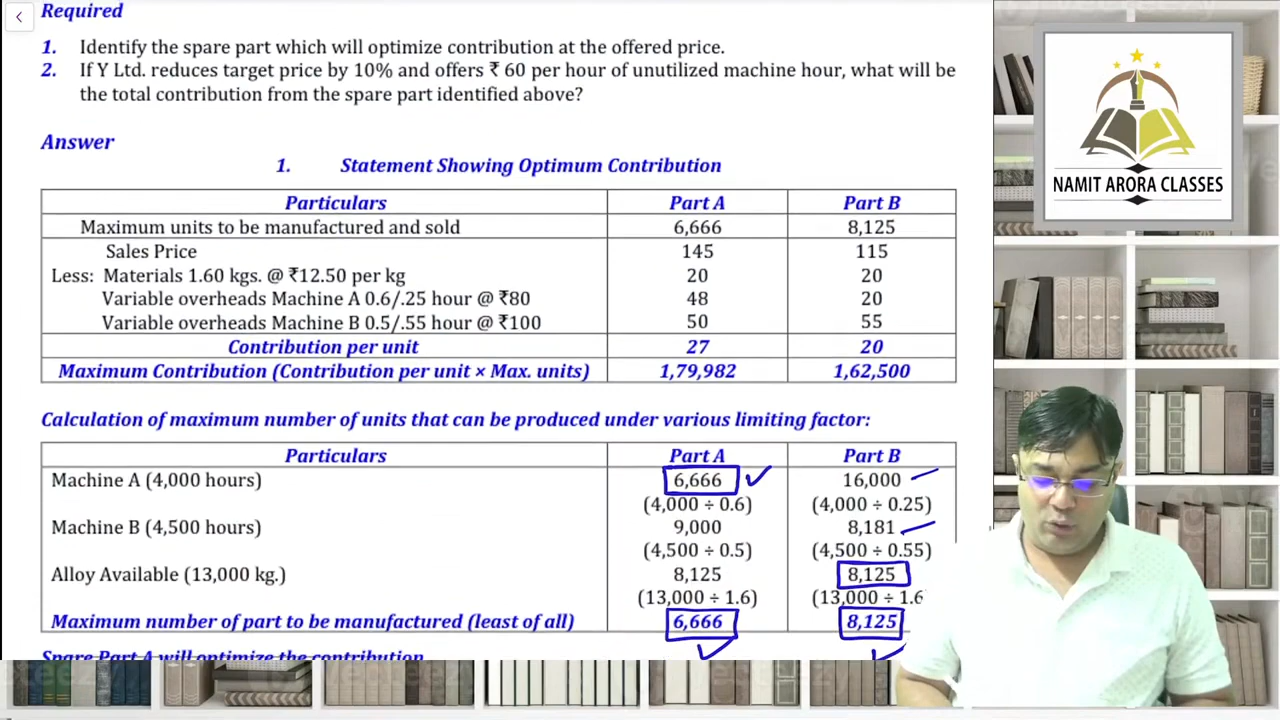 Required
1. Identify the spare part which will optimize contribution at the offered price.
2. If Y Ltd. reduces target price by 10% and offers ₹ 60 per hour of unutilized machine hour, what will be
the total contribution from the spare part identified above?
Answer
1. Statement Showing Optimum Contribution
Particulars Part A Part B
Maximum units to be manufactured and sold 6,666 8,125
Sales Price 145 115
Less: Materials 1.60 kgs. @ ₹12.50 per kg 20 20
Variable overheads Machine A 0.6/.25 hour @ ₹80 48 20
Variable overheads Machine B 0.5/.55 hour @ ₹100 50 55
Contribution per unit 27 20
Maximum Contribution (Contribution per unit × Max. units) 1,79,982 1,62,500
Calculation of maximum number of units that can be produced under various limiting factor:
Particulars Part A Part B
Machine A (4,000 hours) 6,666 16,000
(4,000 ÷ 0.6) (4,000 ÷ 0.25)
Machine B (4,500 hours) 9,000 8,181
(4,500 ÷ 0.5) (4,500 ÷ 0.55)
Alloy Available (13,000 kg.) 8,125 8,125
(13,000 ÷ 1.6) (13,000 ÷ 1.6
Maximum number of part to be manufactured (least of all) 6,666 8,125
Spare Part A will optimize the contribution
NAMIT ARORA CLASSES